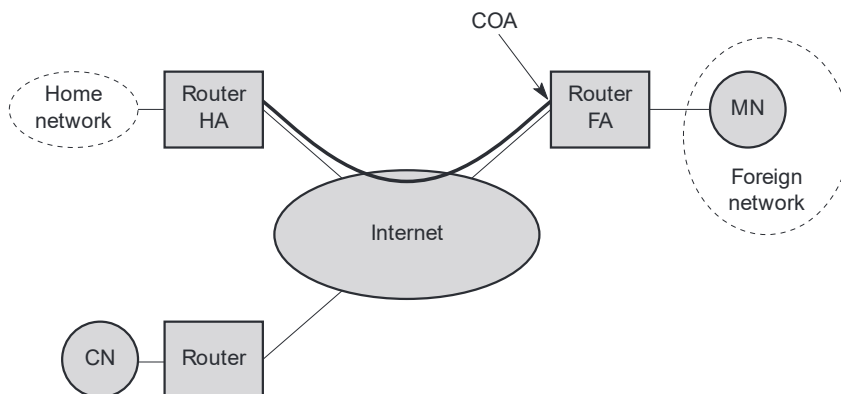 COA
Home
network
Router
HA
Router
FA
MN
Foreign
network
Internet
CN
Router